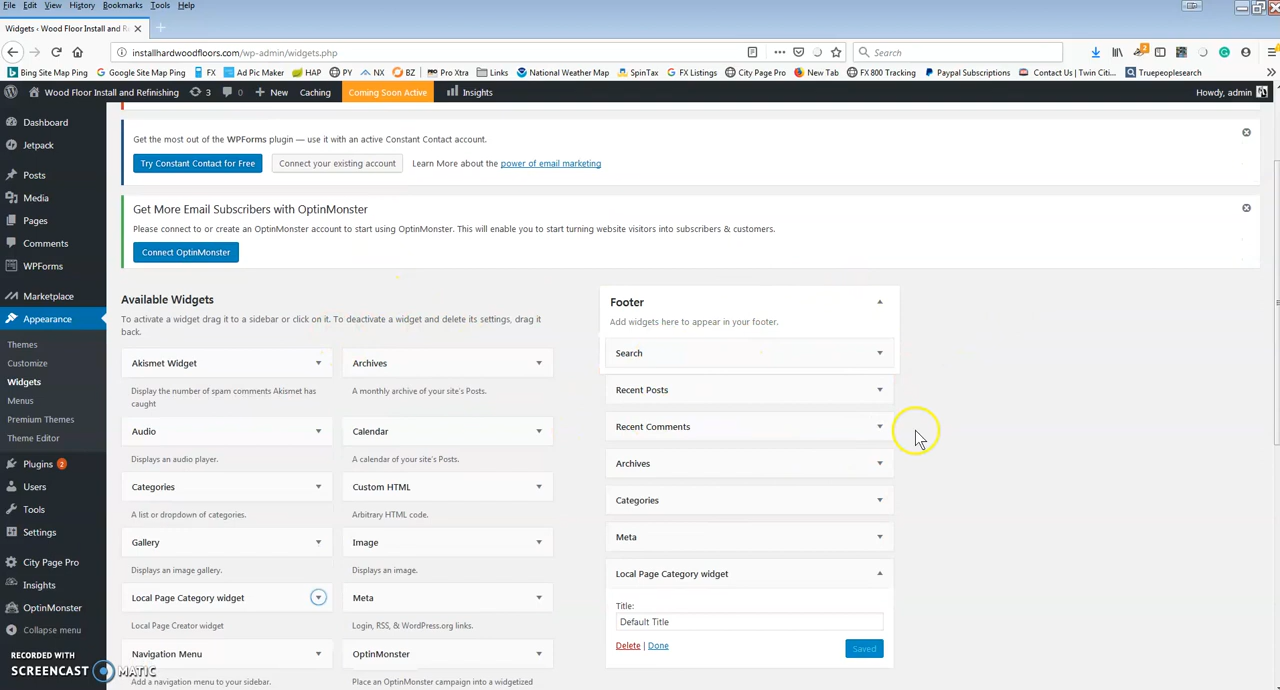 File Edit View History Bookmarks Tools Help
Widgets ‹ Wood Floor Install and Re
installhardwoodfloors.com/wp-admin/widgets.php
Search
Bing Site Map Ping Google Site Map Ping FX Ad Pic Maker HAP PY NX BZ Pro Xtra Links National Weather Map SpinTax FX Listings City Page Pro New Tab FX 800 Tracking Paypal Subscriptions Contact Us | Twin Citi... Truepeoplesearch
Wood Floor Install and Refinishing 3 0 New Caching Coming Soon Active Insights Howdy, admin
Dashboard
Jetpack
Posts
Media
Pages
Comments
WPForms
Marketplace
Appearance
Themes
Customize
Widgets
Menus
Premium Themes
Theme Editor
Plugins 2
Users
Tools
Settings
City Page Pro
Insights
OptinMonster
Collapse menu
Get the most out of the WPForms plugin — use it with an active Constant Contact account.
Try Constant Contact for Free Connect your existing account Learn More about the power of email marketing
Get More Email Subscribers with OptinMonster
Please connect to or create an OptinMonster account to start using OptinMonster. This will enable you to start turning website visitors into subscribers & customers.
Connect OptinMonster
Available Widgets
To activate a widget drag it to a sidebar or click on it. To deactivate a widget and delete its settings, drag it
back.
Akismet Widget
Display the number of spam comments Akismet has
caught
Archives
A monthly archive of your site's Posts.
Audio
Displays an audio player.
Calendar
A calendar of your site's Posts.
Categories
A list or dropdown of categories.
Custom HTML
Arbitrary HTML code.
Gallery
Displays an image gallery.
Image
Displays an image.
Local Page Category widget
Local Page Creator widget
Meta
Login, RSS, & WordPress.org links.
Navigation Menu
Add a navigation menu to your sidebar.
OptinMonster
Place an OptinMonster campaign into a widgetized
Footer
Add widgets here to appear in your footer.
Search
Recent Posts
Recent Comments
Archives
Categories
Meta
Local Page Category widget
Title:
Default Title
Delete | Done
Saved
RECORDED WITH
SCREENCAST MATIC